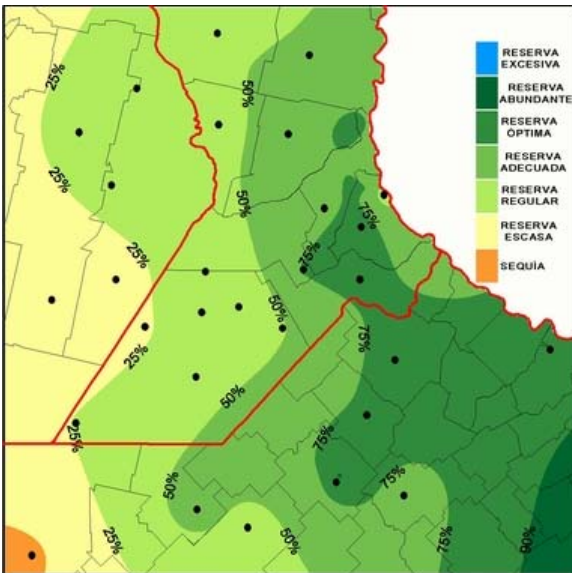 RESERVA
EXCESIVA
RESERVA
ABUNDANTE
RESERVA
ÓPTIMA
RESERVA
ADECUADA
RESERVA
REGULAR
RESERVA
ESCASA
SEQUÌA
25%
50%
25%
50%
75%
25%
75%
50%
25%
75%
50%
25%
75%
50%
75%
25%
50%
75%
90%